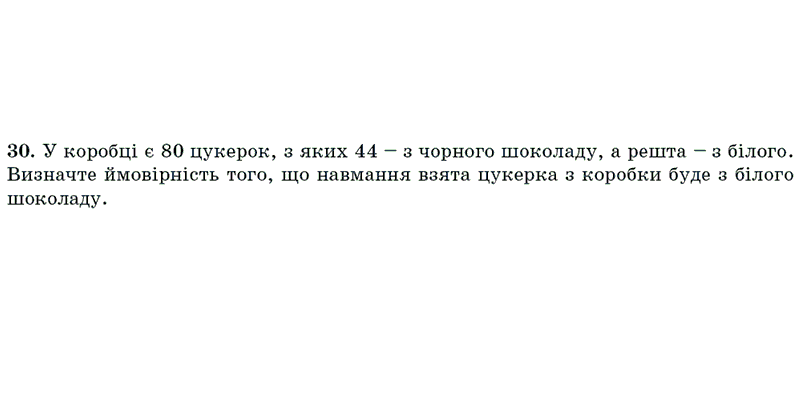 30. У коробці є 80 цукерок, з яких 44 – з чорного шоколаду, а решта – з білого.
Визначте ймовірність того, що навмання взята цукерка з коробки буде з білого
шоколаду.